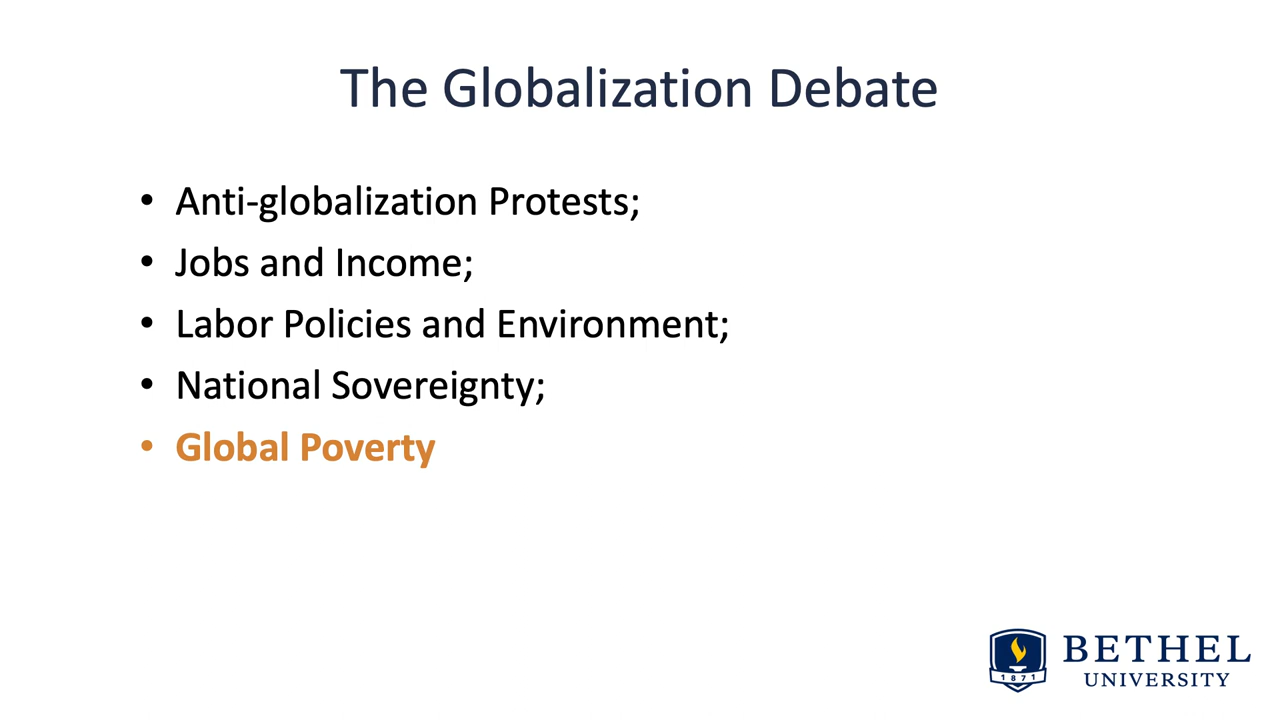 The Globalization Debate
• Anti-globalization Protests;
• Jobs and Income;
• Labor Policies and Environment;
• National Sovereignty;
• Global Poverty
1871
BETHEL
UNIVERSITY